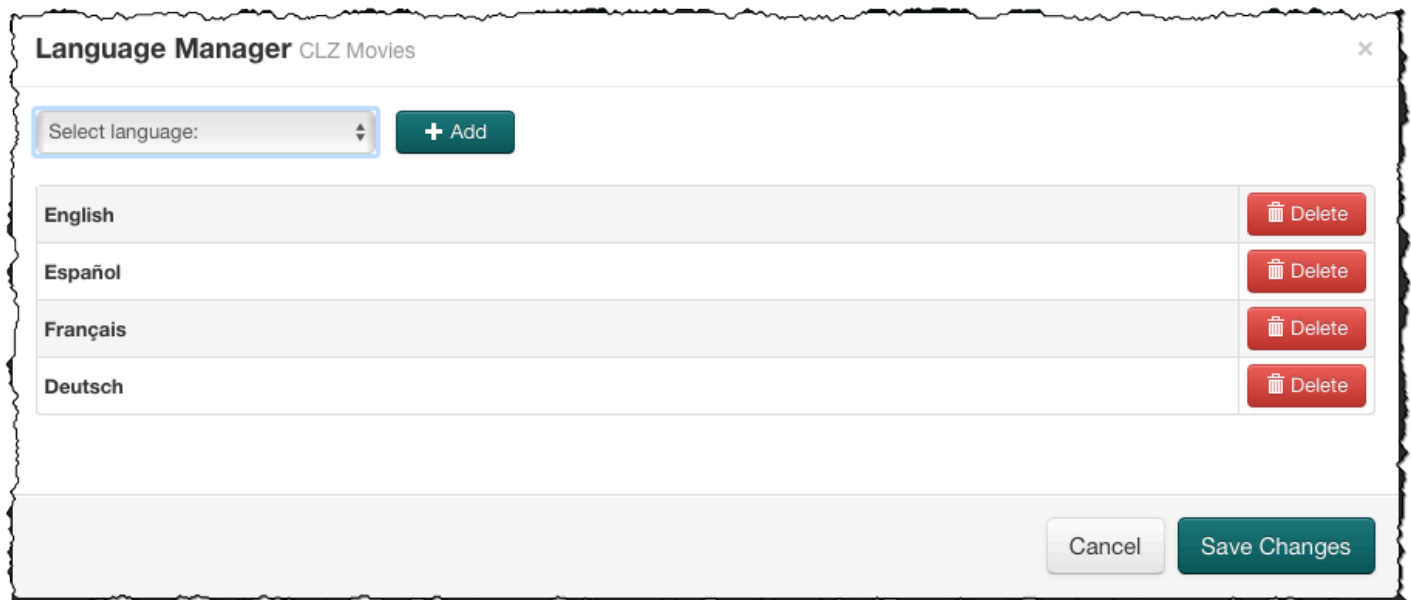 Language Manager CLZ Movies ×
Select language: + Add
English Delete
Español Delete
Français Delete
Deutsch Delete
Cancel Save Changes